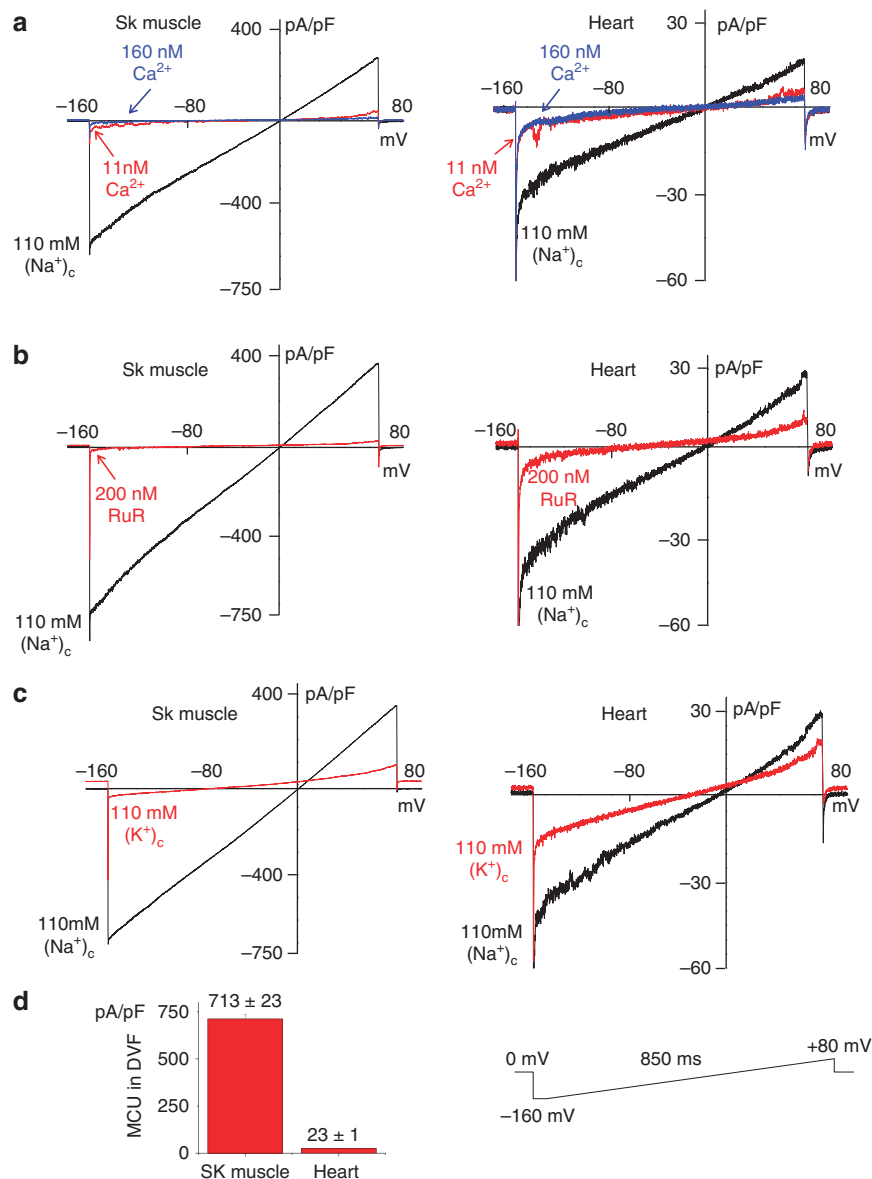 a
Sk muscle
pA/pF
400
160 nM
Ca²⁺
−160
−80
80
mV
11nM
Ca²⁺
−400
110 mM
(Na⁺)c
−750
Heart
30
pA/pF
160 nM
Ca²⁺
−160
−80
80
mV
11 nM
Ca²⁺
−30
110 mM
(Na⁺)c
−60
b
Sk muscle
400
pA/pF
−160
−80
80
mV
200 nM
RuR
−400
110 mM
(Na⁺)c
−750
Heart
30
pA/pF
−160
−80
80
mV
200 nM
RuR
−30
110 mM
(Na⁺)c
−60
c
Sk muscle
400
pA/pF
−160
−80
80
mV
110 mM
(K⁺)c
−400
110mM
(Na⁺)c
−750
Heart
30
pA/pF
−160
−80
80
mV
110 mM
(K⁺)c
−30
110mM
(Na⁺)c
−60
d
pA/pF
MCU in DVF
750
500
250
0
713 ± 23
23 ± 1
SK muscle
Heart
0 mV
850 ms
+80 mV
−160 mV